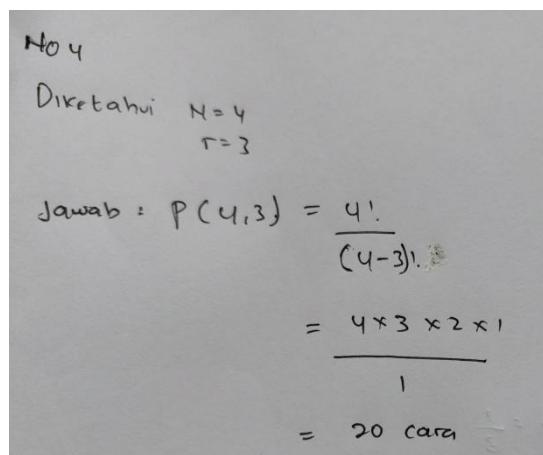 No 4
Diketahui N = 4
r = 3
Jawab : P(4,3) = 4!
(4-3)!
= 4 × 3 × 2 × 1
1
= 20 cara